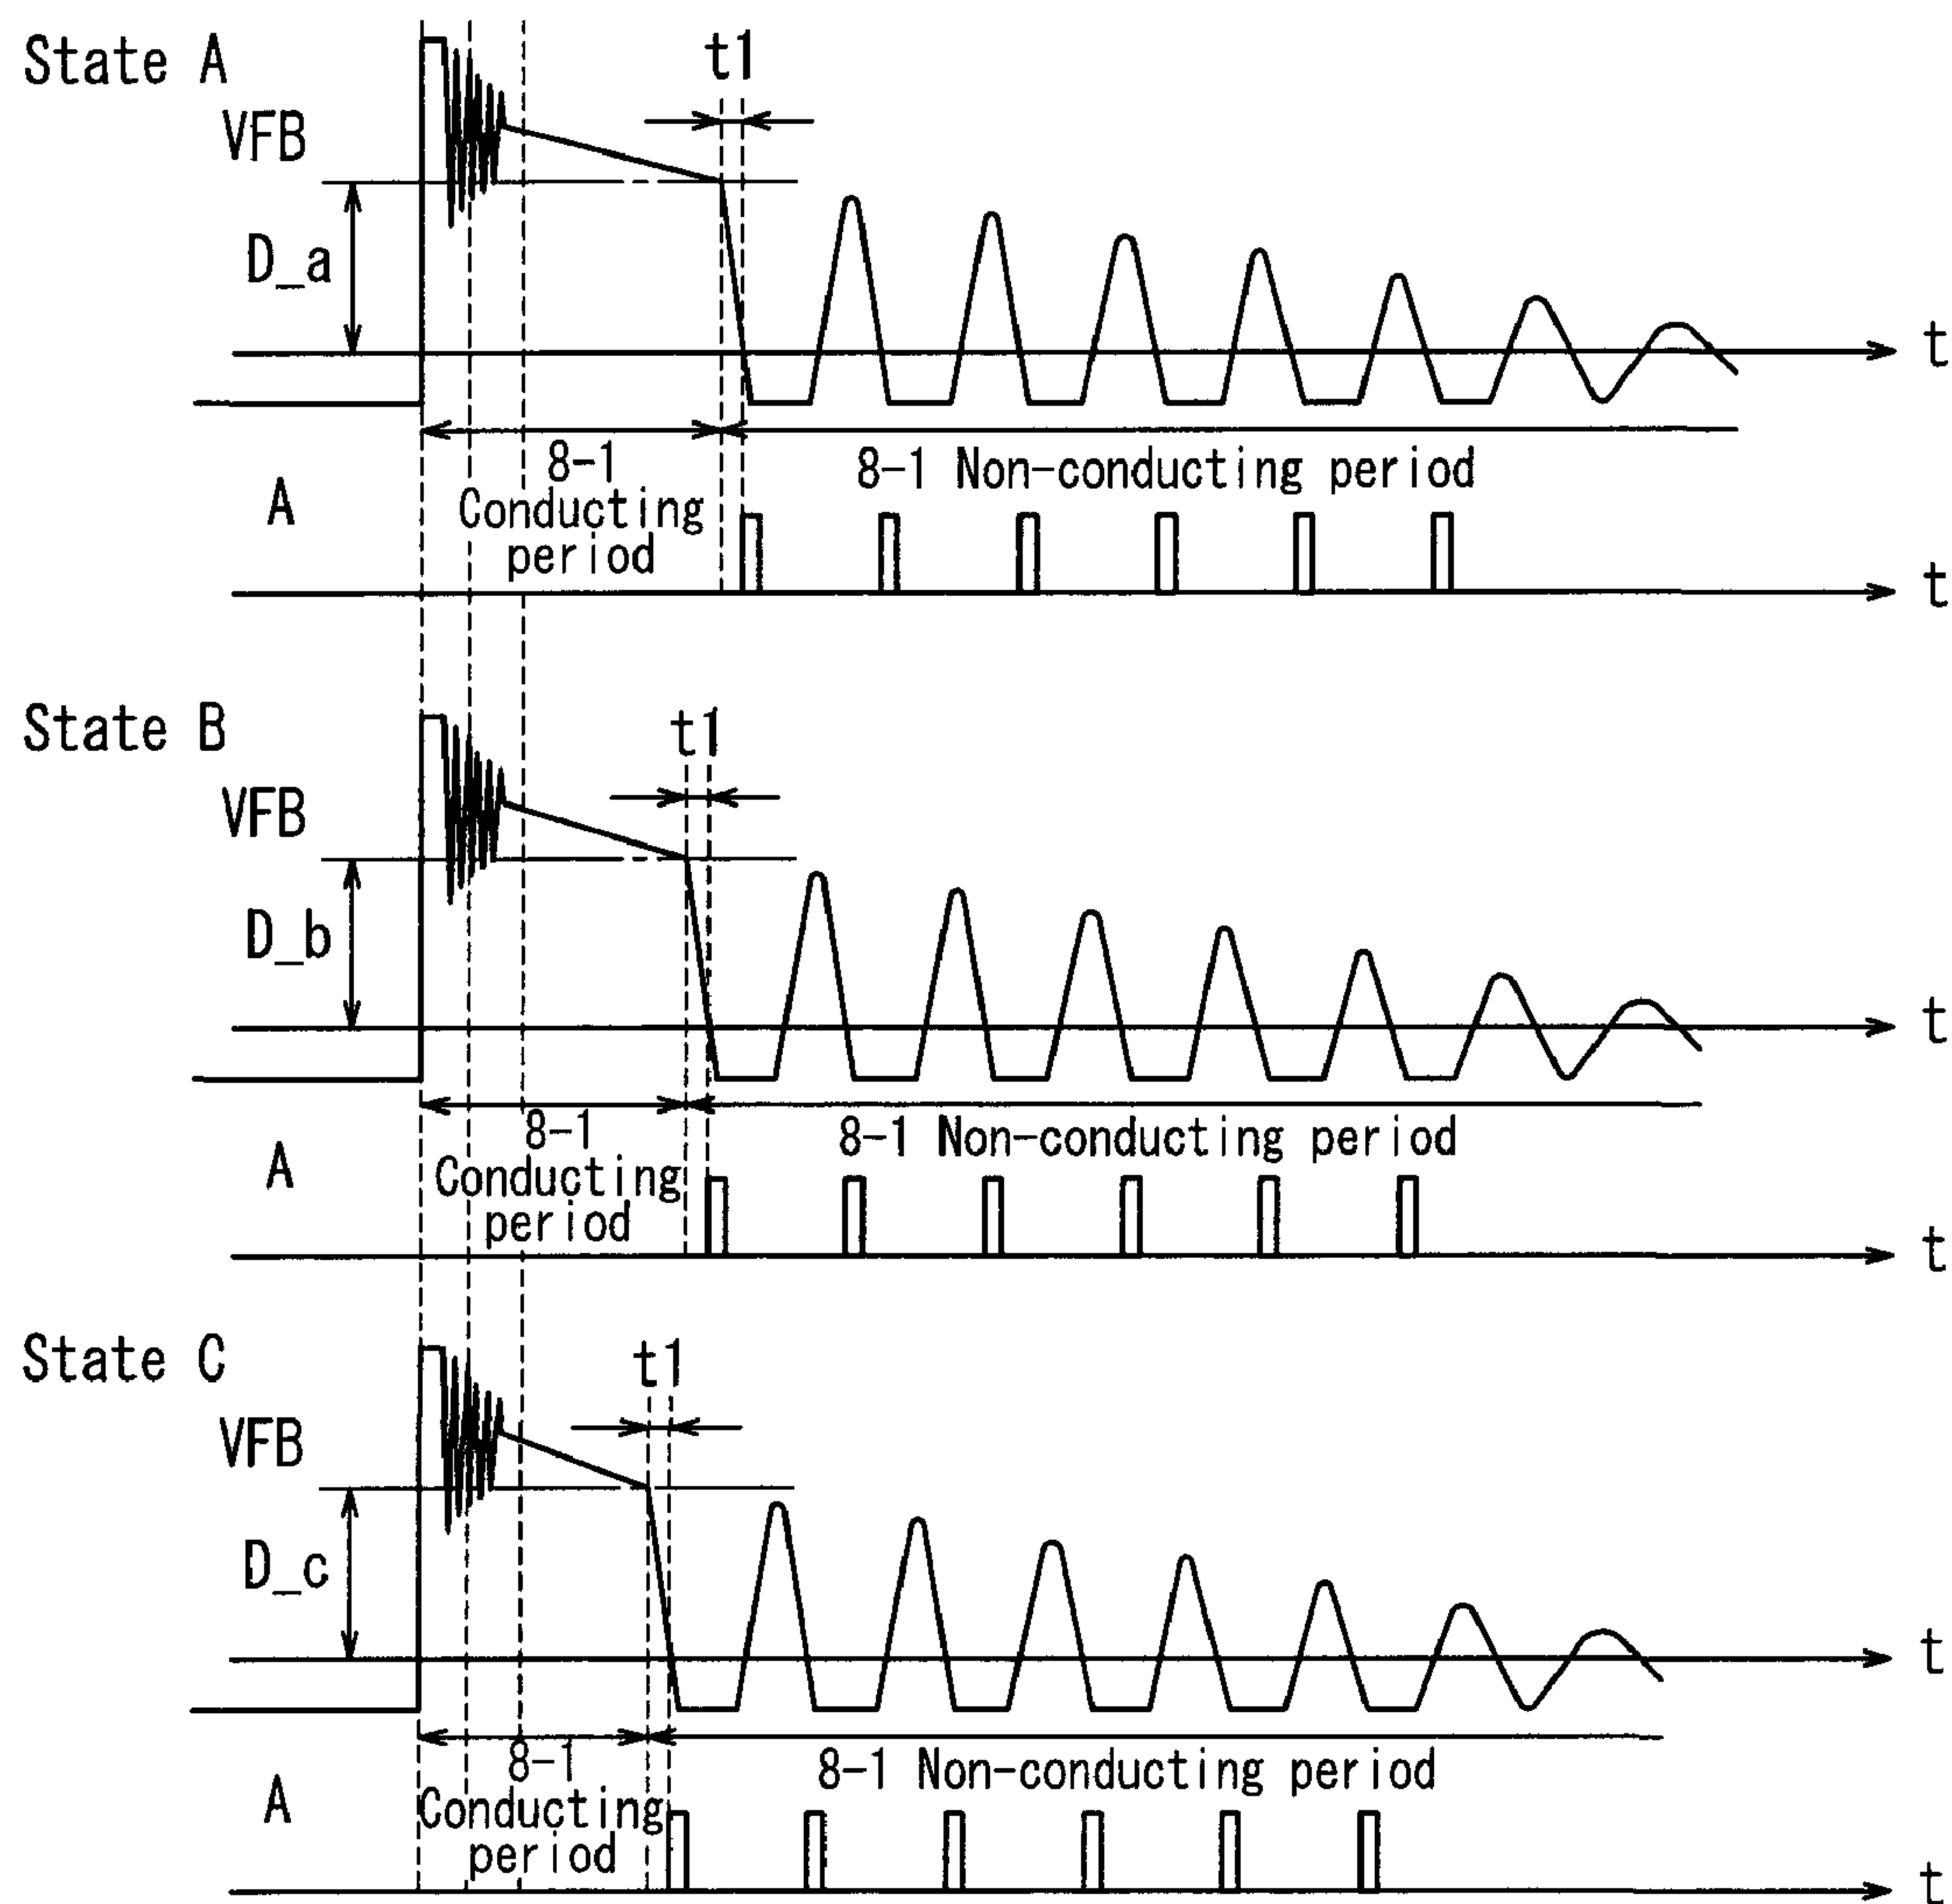 State A
t1
VFB
D_a
t
8-1
Conducting
period
8-1 Non-conducting period
A
t
State B
t1
VFB
D_b
t
8-1
Conducting
period
8-1 Non-conducting period
A
t
State C
t1
VFB
D_c
t
8-1
Conducting
period
8-1 Non-conducting period
A
t